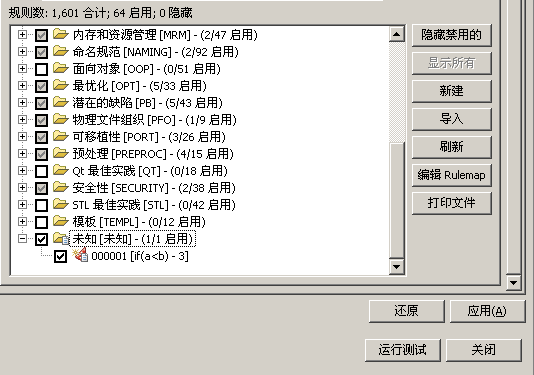 规则数: 1,601 合计; 64 启用; 0 隐藏
内存和资源管理 [MRM] - (2/47 启用)
命名规范 [NAMING] - (2/92 启用)
面向对象 [OOP] - (0/51 启用)
最优化 [OPT] - (5/33 启用)
潜在的缺陷 [PB] - (5/43 启用)
物理文件组织 [PFO] - (1/9 启用)
可移植性 [PORT] - (3/26 启用)
预处理 [PREPROC] - (4/15 启用)
Qt 最佳实践 [QT] - (0/18 启用)
安全性 [SECURITY] - (2/38 启用)
STL 最佳实践 [STL] - (0/42 启用)
模板 [TEMPL] - (0/12 启用)
未知 [未知] - (1/1 启用)
000001 [if(a<b) - 3]
隐藏禁用的
显示所有
新建
导入
刷新
编辑 Rulemap
打印文件
还原
应用(A)
运行测试
关闭